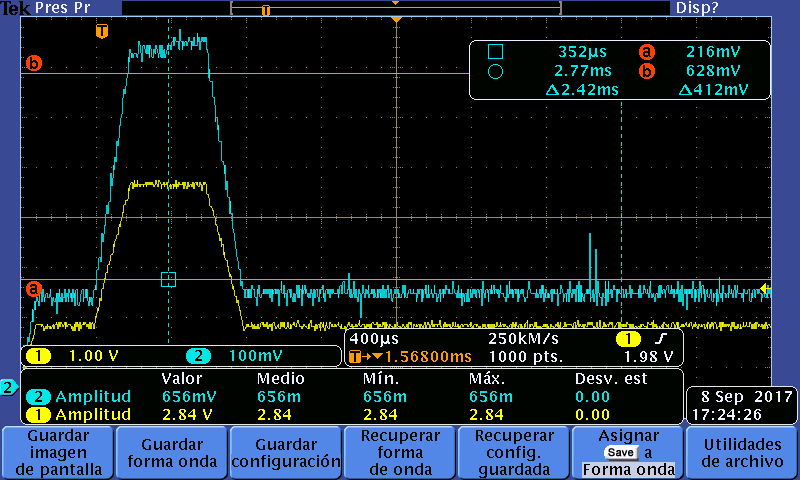 Tek Pres Pr Disp?
T
T
b
352µs a 216mV
2.77ms b 628mV
Δ2.42ms Δ412mV
a
400µs 250kM/s 1
1 1.00 V 2 100mV T→▼1.56800ms 1000 pts. 1.98 V
Valor Medio Mín. Máx. Desv. est
2 Amplitud 656mV 656m 656m 656m 0.00
1 Amplitud 2.84 V 2.84 2.84 2.84 0.00
2
8 Sep 2017
17:24:26
Guardar
imagen
de pantalla
Guardar
forma onda
Guardar
configuración
Recuperar
forma
de onda
Recuperar
config.
guardada
Asignar
Save a
Forma onda
Utilidades
de archivo